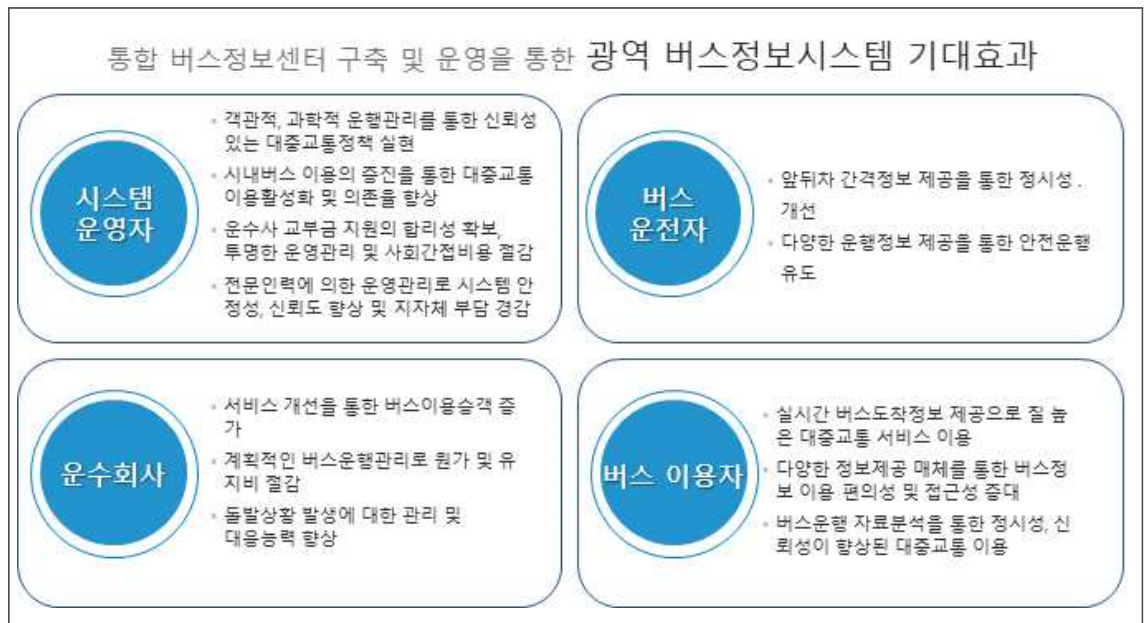 통합 버스정보센터 구축 및 운영을 통한 광역 버스정보시스템 기대효과
시스템
운영자
• 객관적, 과학적 운행관리를 통한 신뢰성
있는 대중교통정책 실현
• 시내버스 이용의 증진을 통한 대중교통
이용활성화 및 의존율 향상
• 운수사 교부금 지원의 합리성 확보,
투명한 운영관리 및 사회간접비용 절감
• 전문인력에 의한 운영관리로 시스템 안
정성, 신뢰도 향상 및 지자체 부담 경감
버스
운전자
• 앞뒤차 간격정보 제공을 통한 정시성 .
개선
• 다양한 운행정보 제공을 통한 안전운행
유도
운수회사
• 서비스 개선을 통한 버스이용승객 증
가
• 계획적인 버스운행관리로 원가 및 유
지비 절감
• 돌발상황 발생에 대한 관리 및
대응능력 향상
버스 이용자
• 실시간 버스도착정보 제공으로 질 높
은 대중교통 서비스 이용
• 다양한 정보제공 매체를 통한 버스정
보 이용 편의성 및 접근성 증대
• 버스운행 자료분석을 통한 정시성, 신
뢰성이 향상된 대중교통 이용